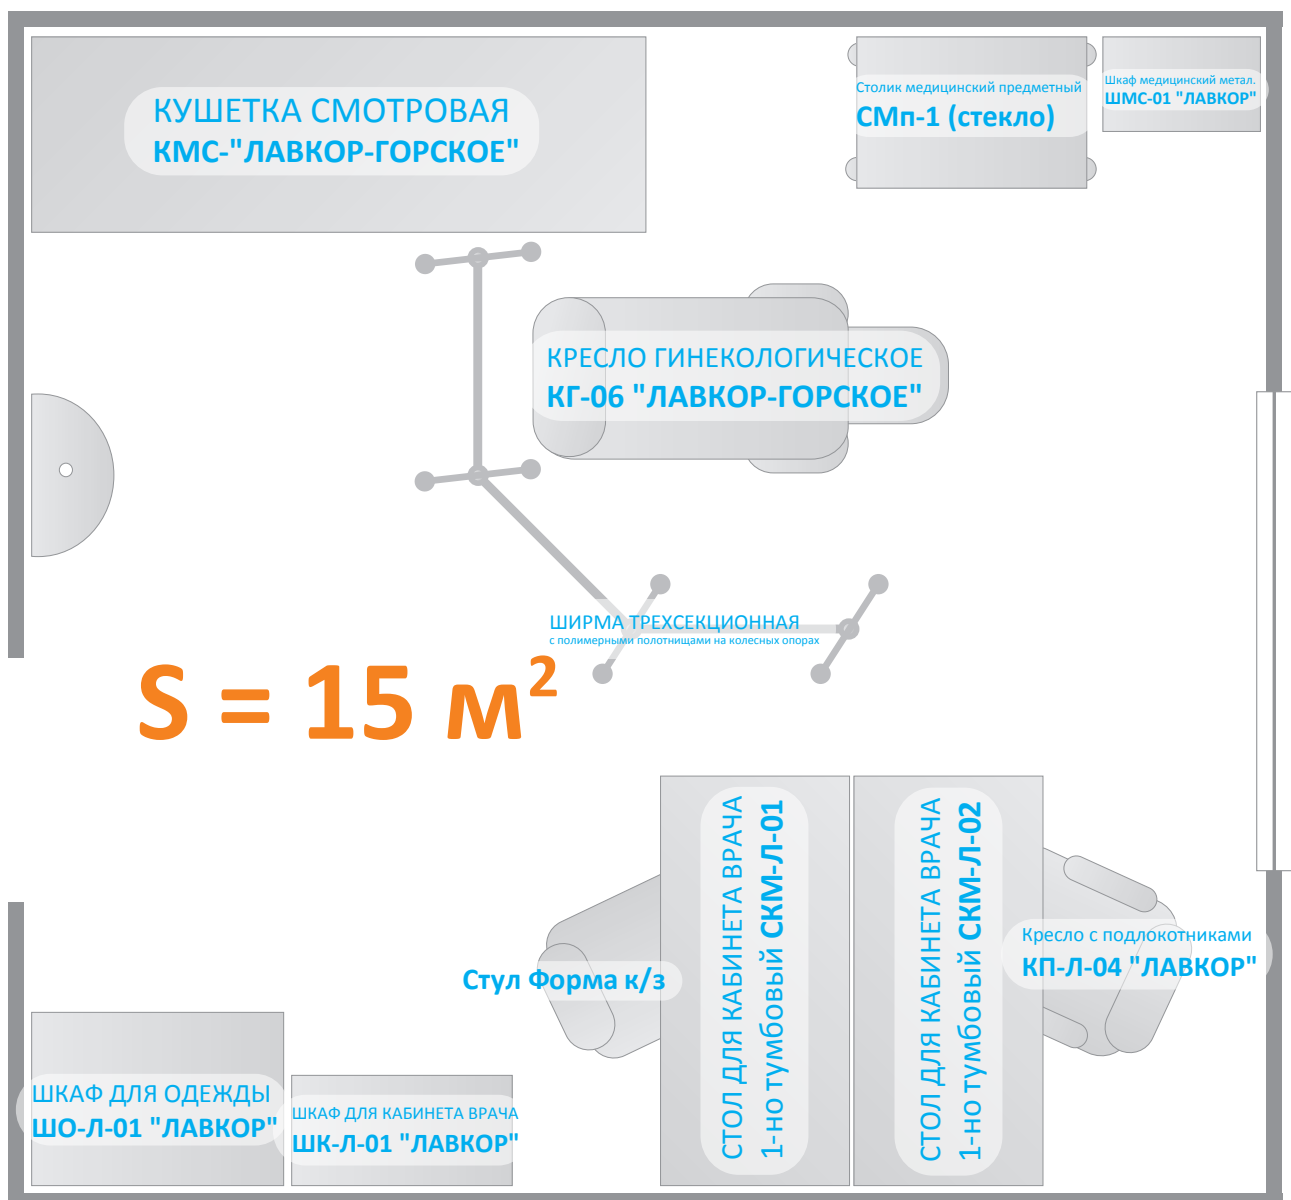 КУШЕТКА СМОТРОВАЯ
КМС-"ЛАВКОР-ГОРСКОЕ"
Столик медицинский предметный
СМп-1 (стекло)
Шкаф медицинский метал.
ШМС-01 "ЛАВКОР"
КРЕСЛО ГИНЕКОЛОГИЧЕСКОЕ
КГ-06 "ЛАВКОР-ГОРСКОЕ"
ШИРМА ТРЕХСЕКЦИОННАЯ
с полимерными полотнищами на колесных опорах
S = 15 м²
СТОЛ ДЛЯ КАБИНЕТА ВРАЧА
1-но тумбовый СКМ-Л-01
СТОЛ ДЛЯ КАБИНЕТА ВРАЧА
1-но тумбовый СКМ-Л-02
Стул Форма к/з
Кресло с подлокотниками
КП-Л-04 "ЛАВКОР"
ШКАФ ДЛЯ ОДЕЖДЫ
ШО-Л-01 "ЛАВКОР"
ШКАФ ДЛЯ КАБИНЕТА ВРАЧА
ШК-Л-01 "ЛАВКОР"